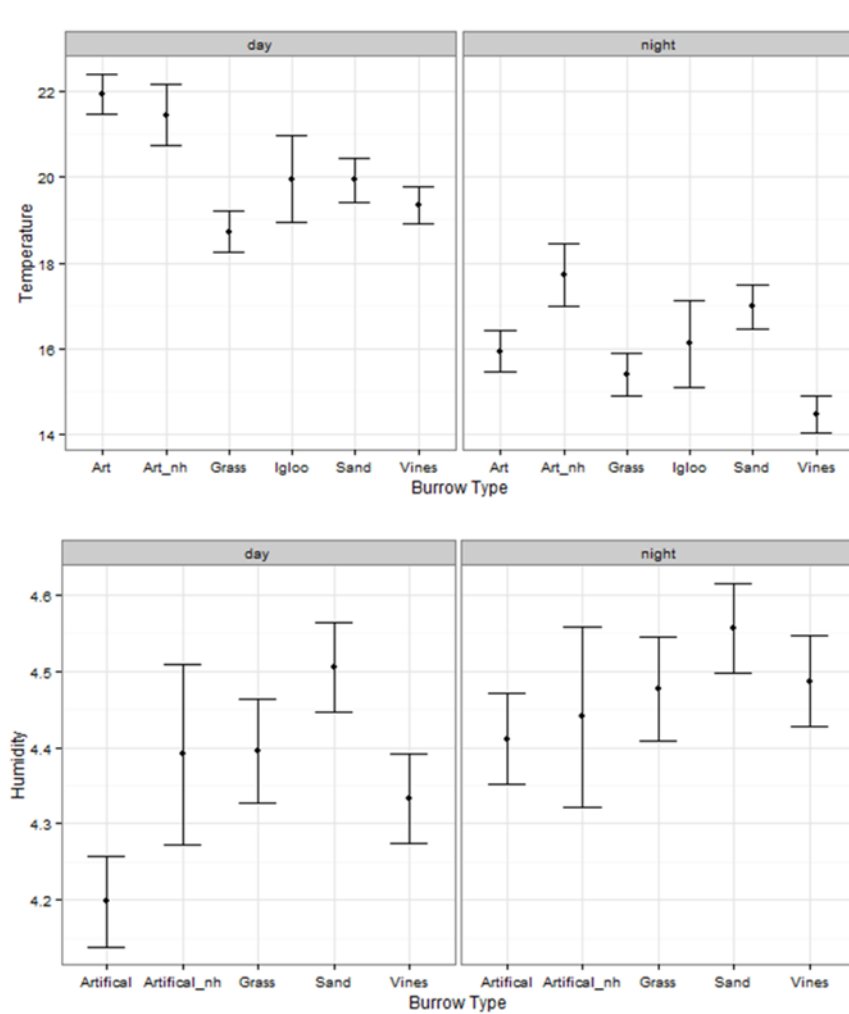 day night
22
20
18
16
14
Temperature
Art Art_nh Grass Igloo Sand Vines Art Art_nh Grass Igloo Sand Vines
Burrow Type
day night
4.6
4.5
4.4
4.3
4.2
Humidity
Artifical Artifical_nh Grass Sand Vines Artifical Artifical_nh Grass Sand Vines
Burrow Type